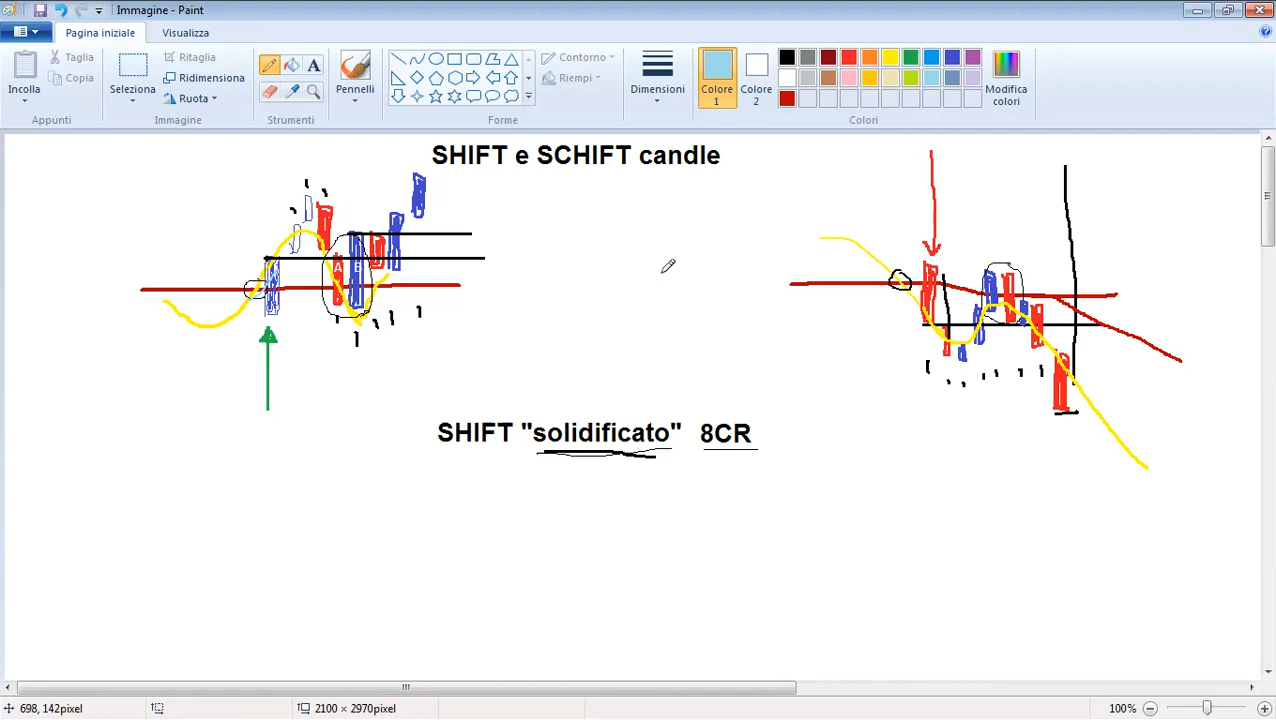 Immagine - Paint
Pagina iniziale
Visualizza
Incolla
Taglia
Copia
Appunti
Seleziona
Ritaglia
Ridimensiona
Ruota
Immagine
Strumenti
Pennelli
Contorno
Riempi
Forme
Dimensioni
Colore 1
Colore 2
Modifica colori
Colori
SHIFT e SCHIFT candle
A
B
SHIFT "solidificato" 8CR
698, 142pixel
2100 × 2970pixel
100%